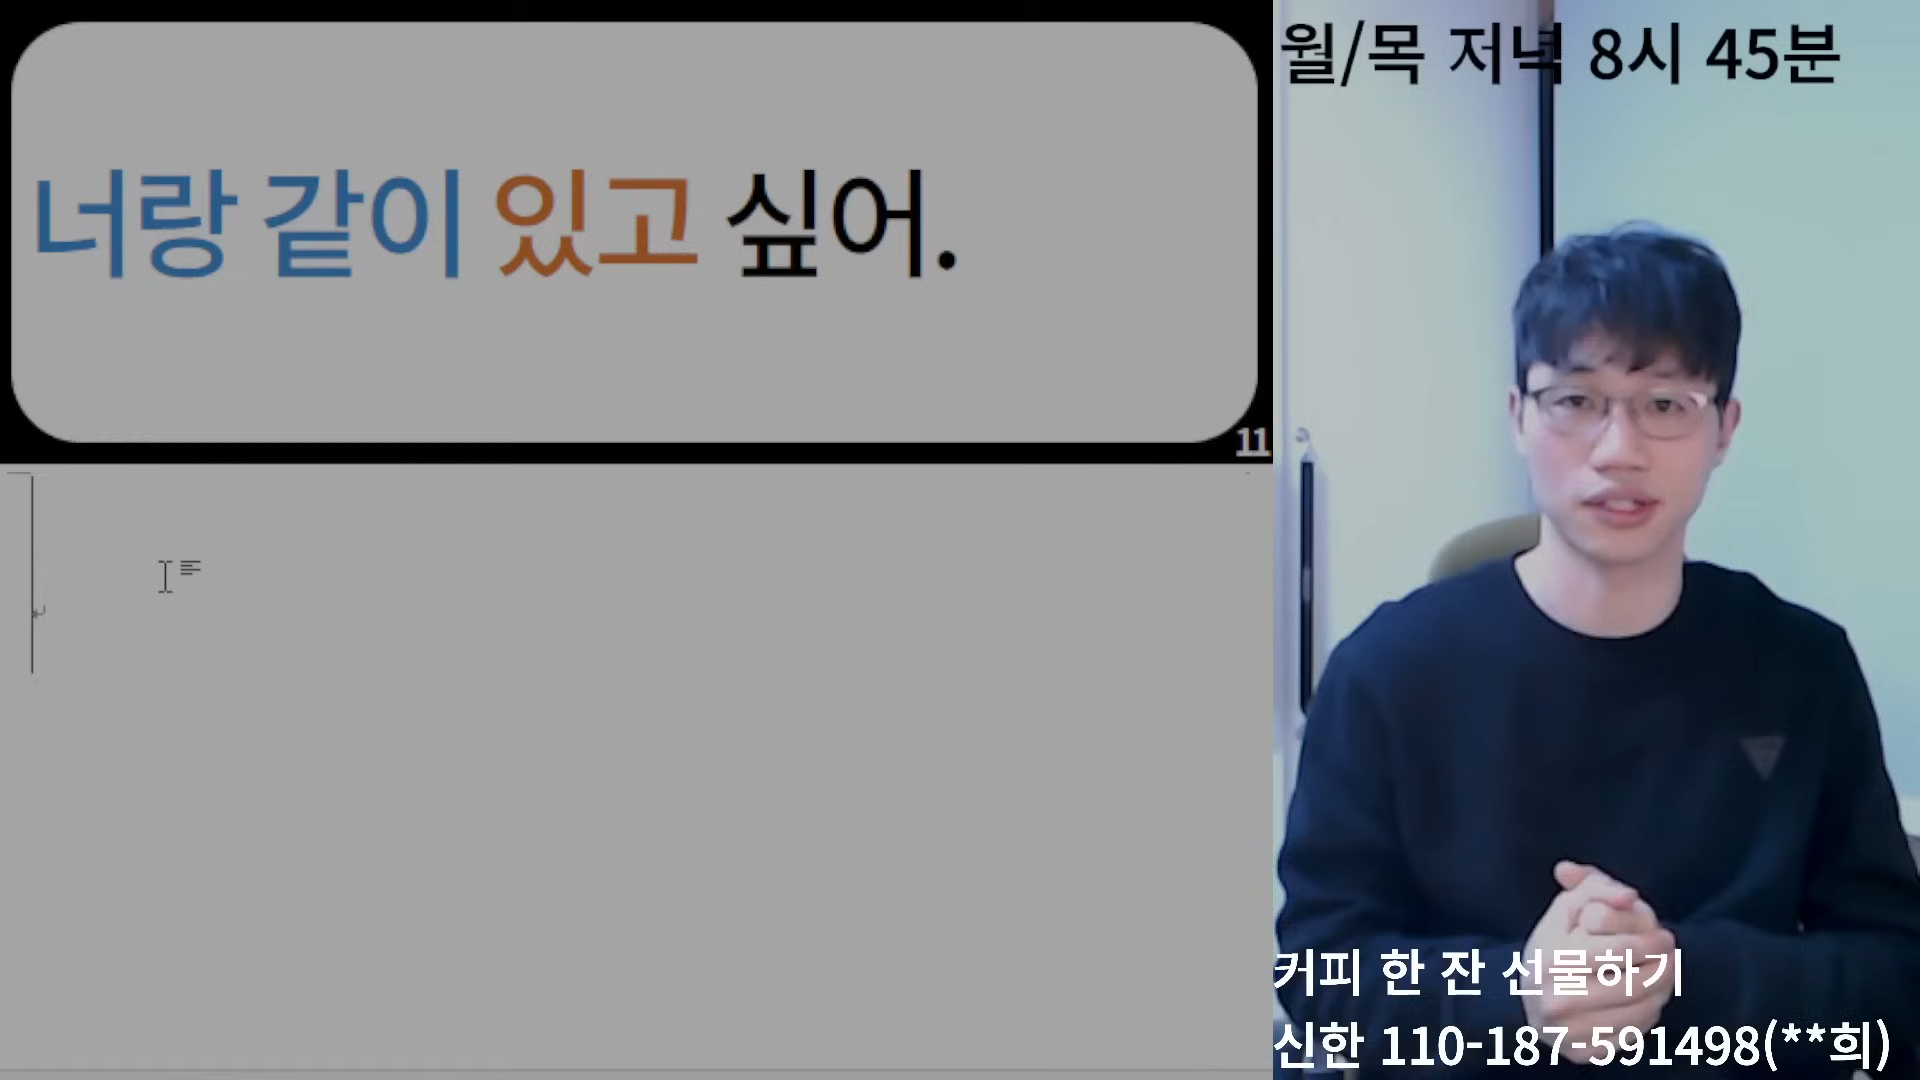 너랑 같이 있고 싶어.
11
월/목 저녁 8시 45분
커피 한 잔 선물하기
신한 110-187-591498(**희)